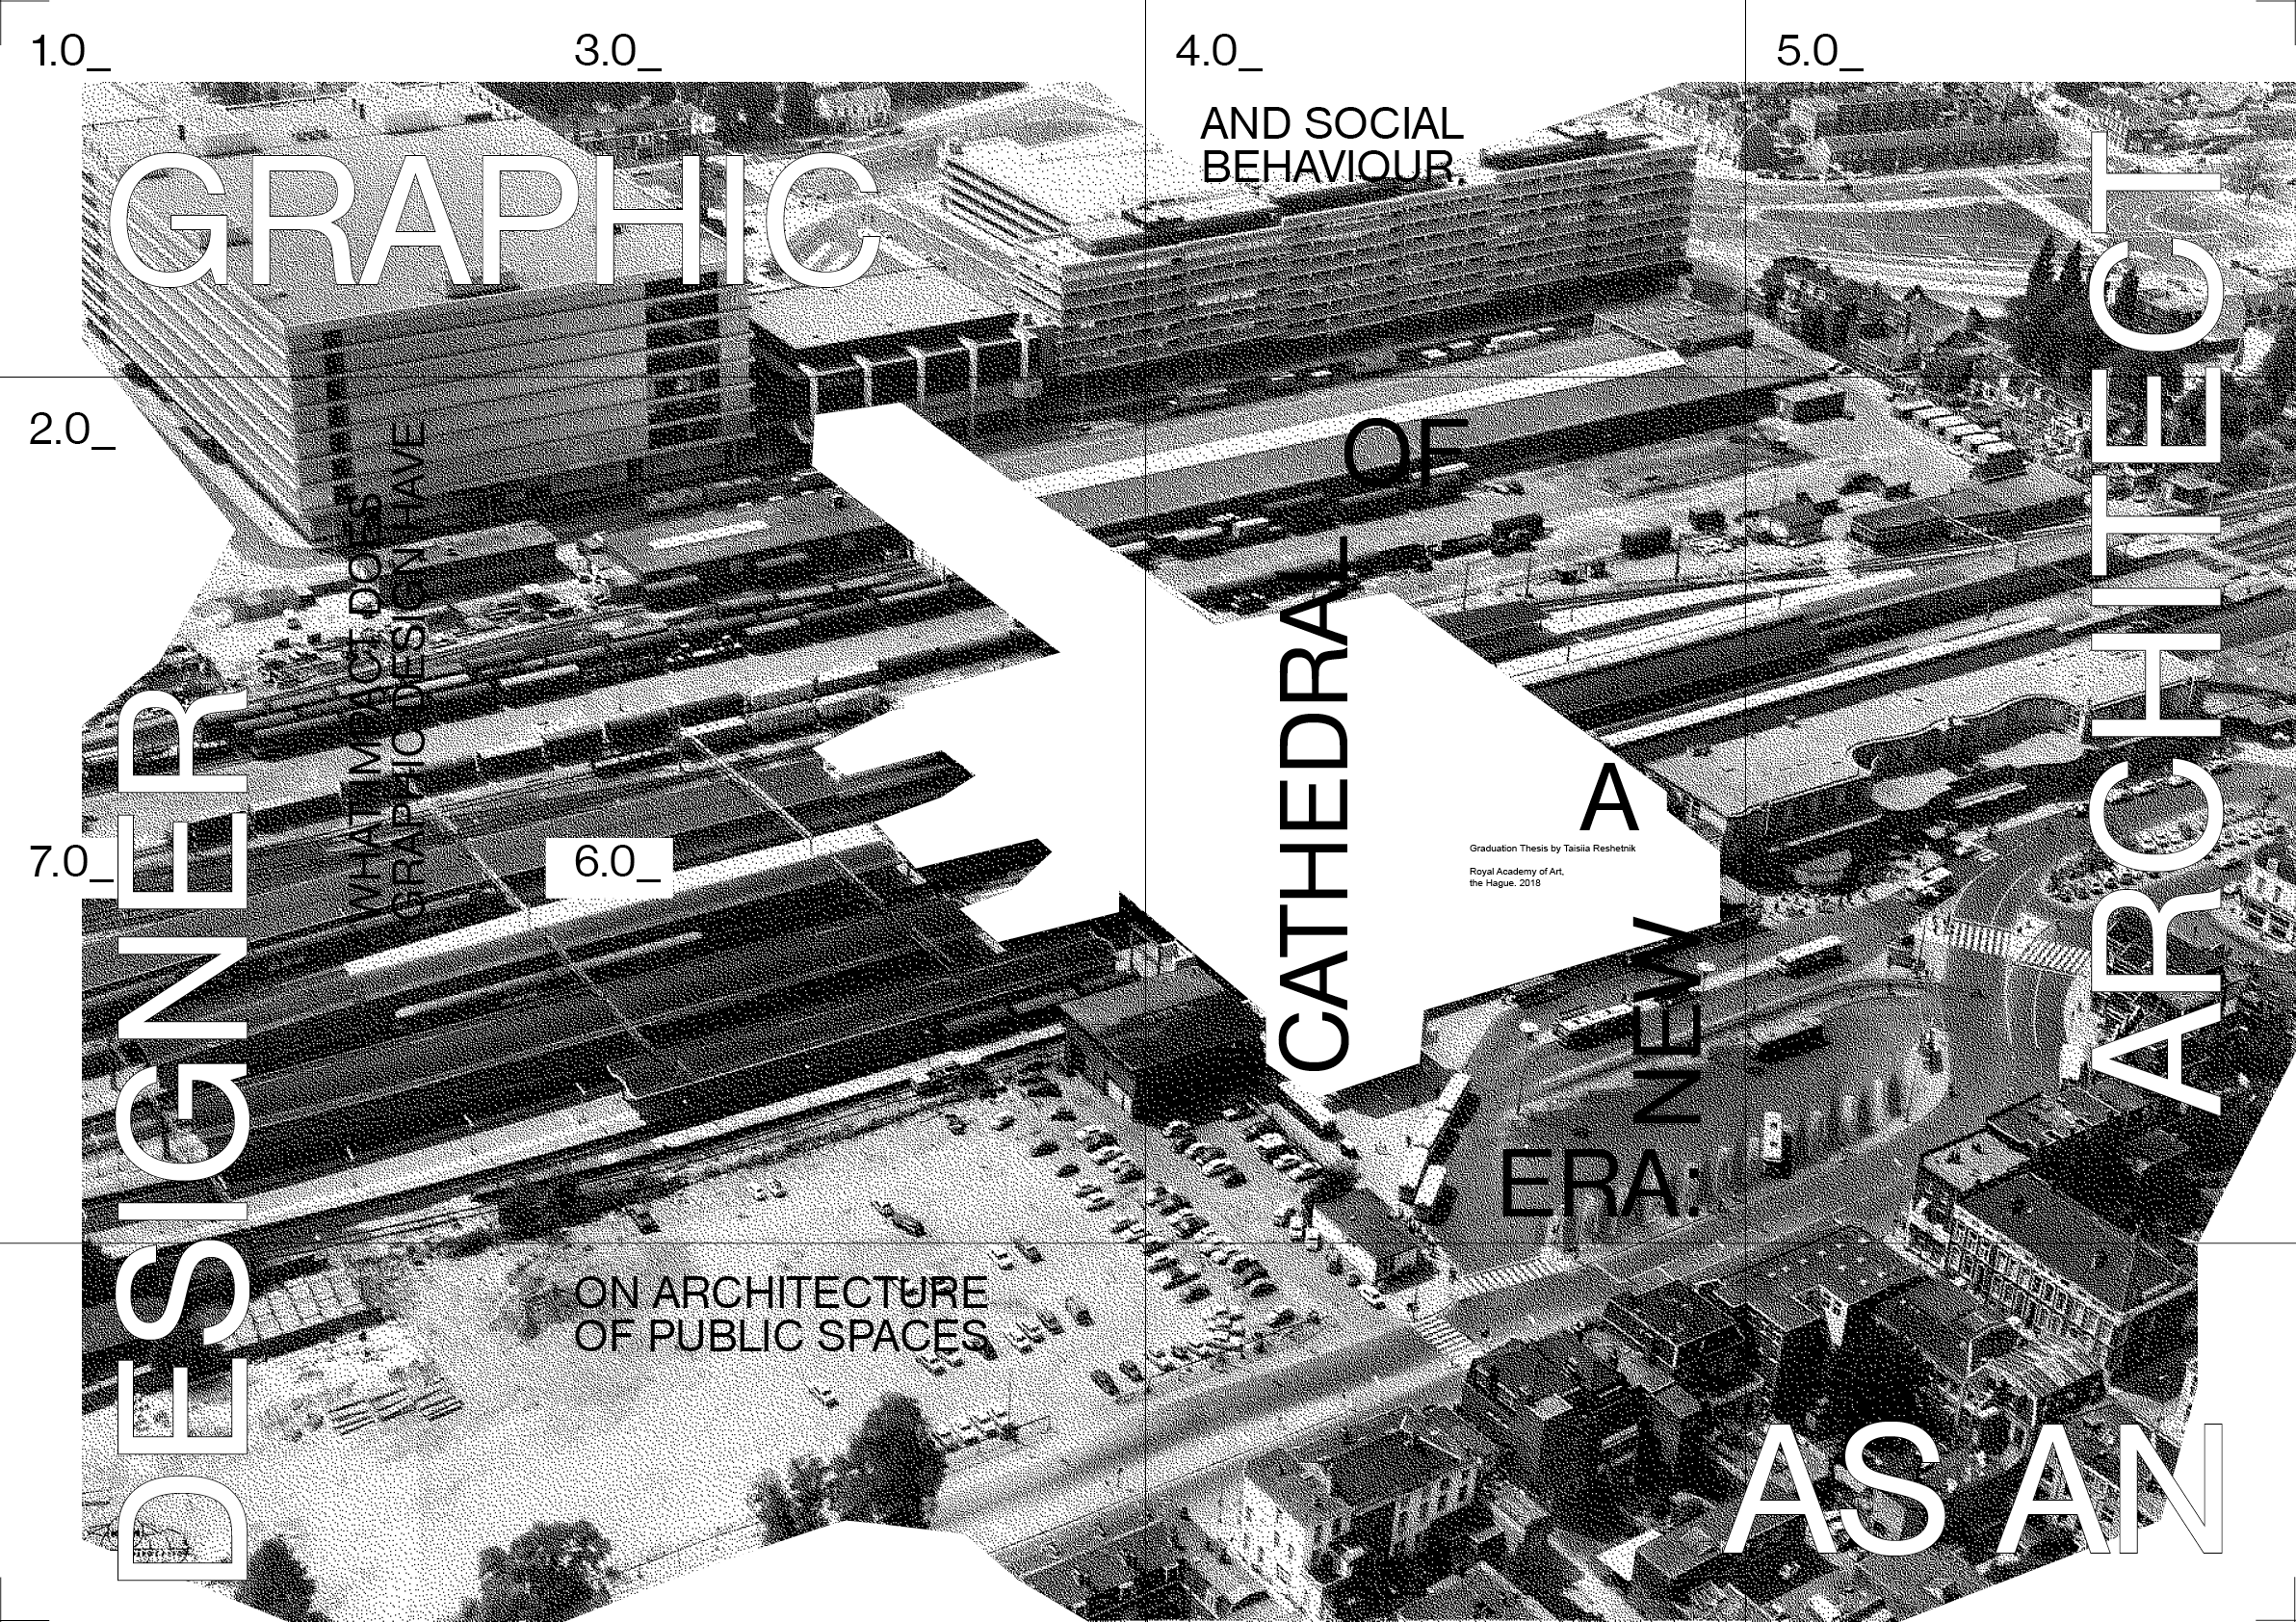 1.0_
3.0_
4.0_
5.0_
AND SOCIAL
BEHAVIOUR
GRAPHIC
ARCHITECT
2.0_
OF
WHAT IMPACT DOES
GRAPHIC DESIGN HAVE
CATHEDRAL
A
Graduation Thesis by Taisiia Reshetnik
Royal Academy of Art,
the Hague. 2018
7.0_
6.0_
DESIGNER
NEW
ERA:
ON ARCHITECTURE
OF PUBLIC SPACES
AS AN